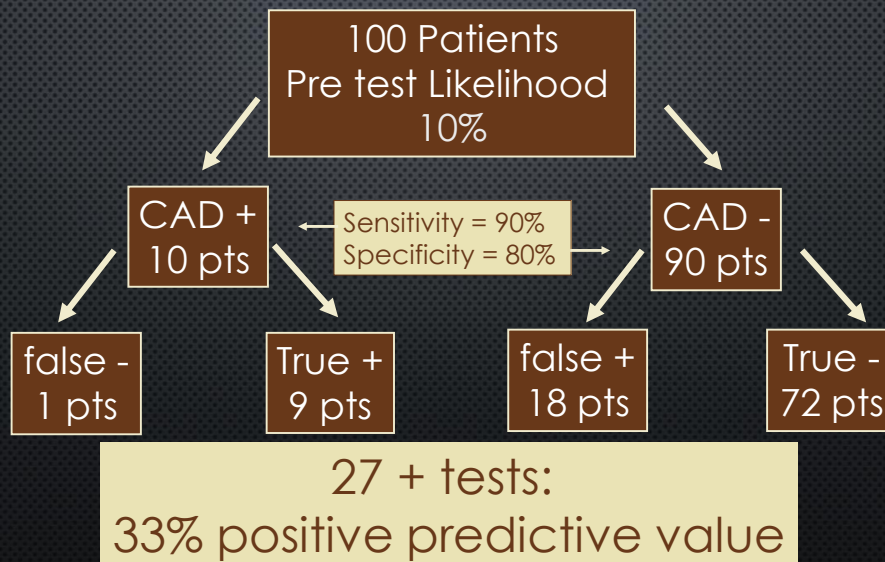 100 Patients
Pre test Likelihood
10%
CAD +
10 pts
Sensitivity = 90%
Specificity = 80%
CAD -
90 pts
false -
1 pts
True +
9 pts
false +
18 pts
True -
72 pts
27 + tests:
33% positive predictive value